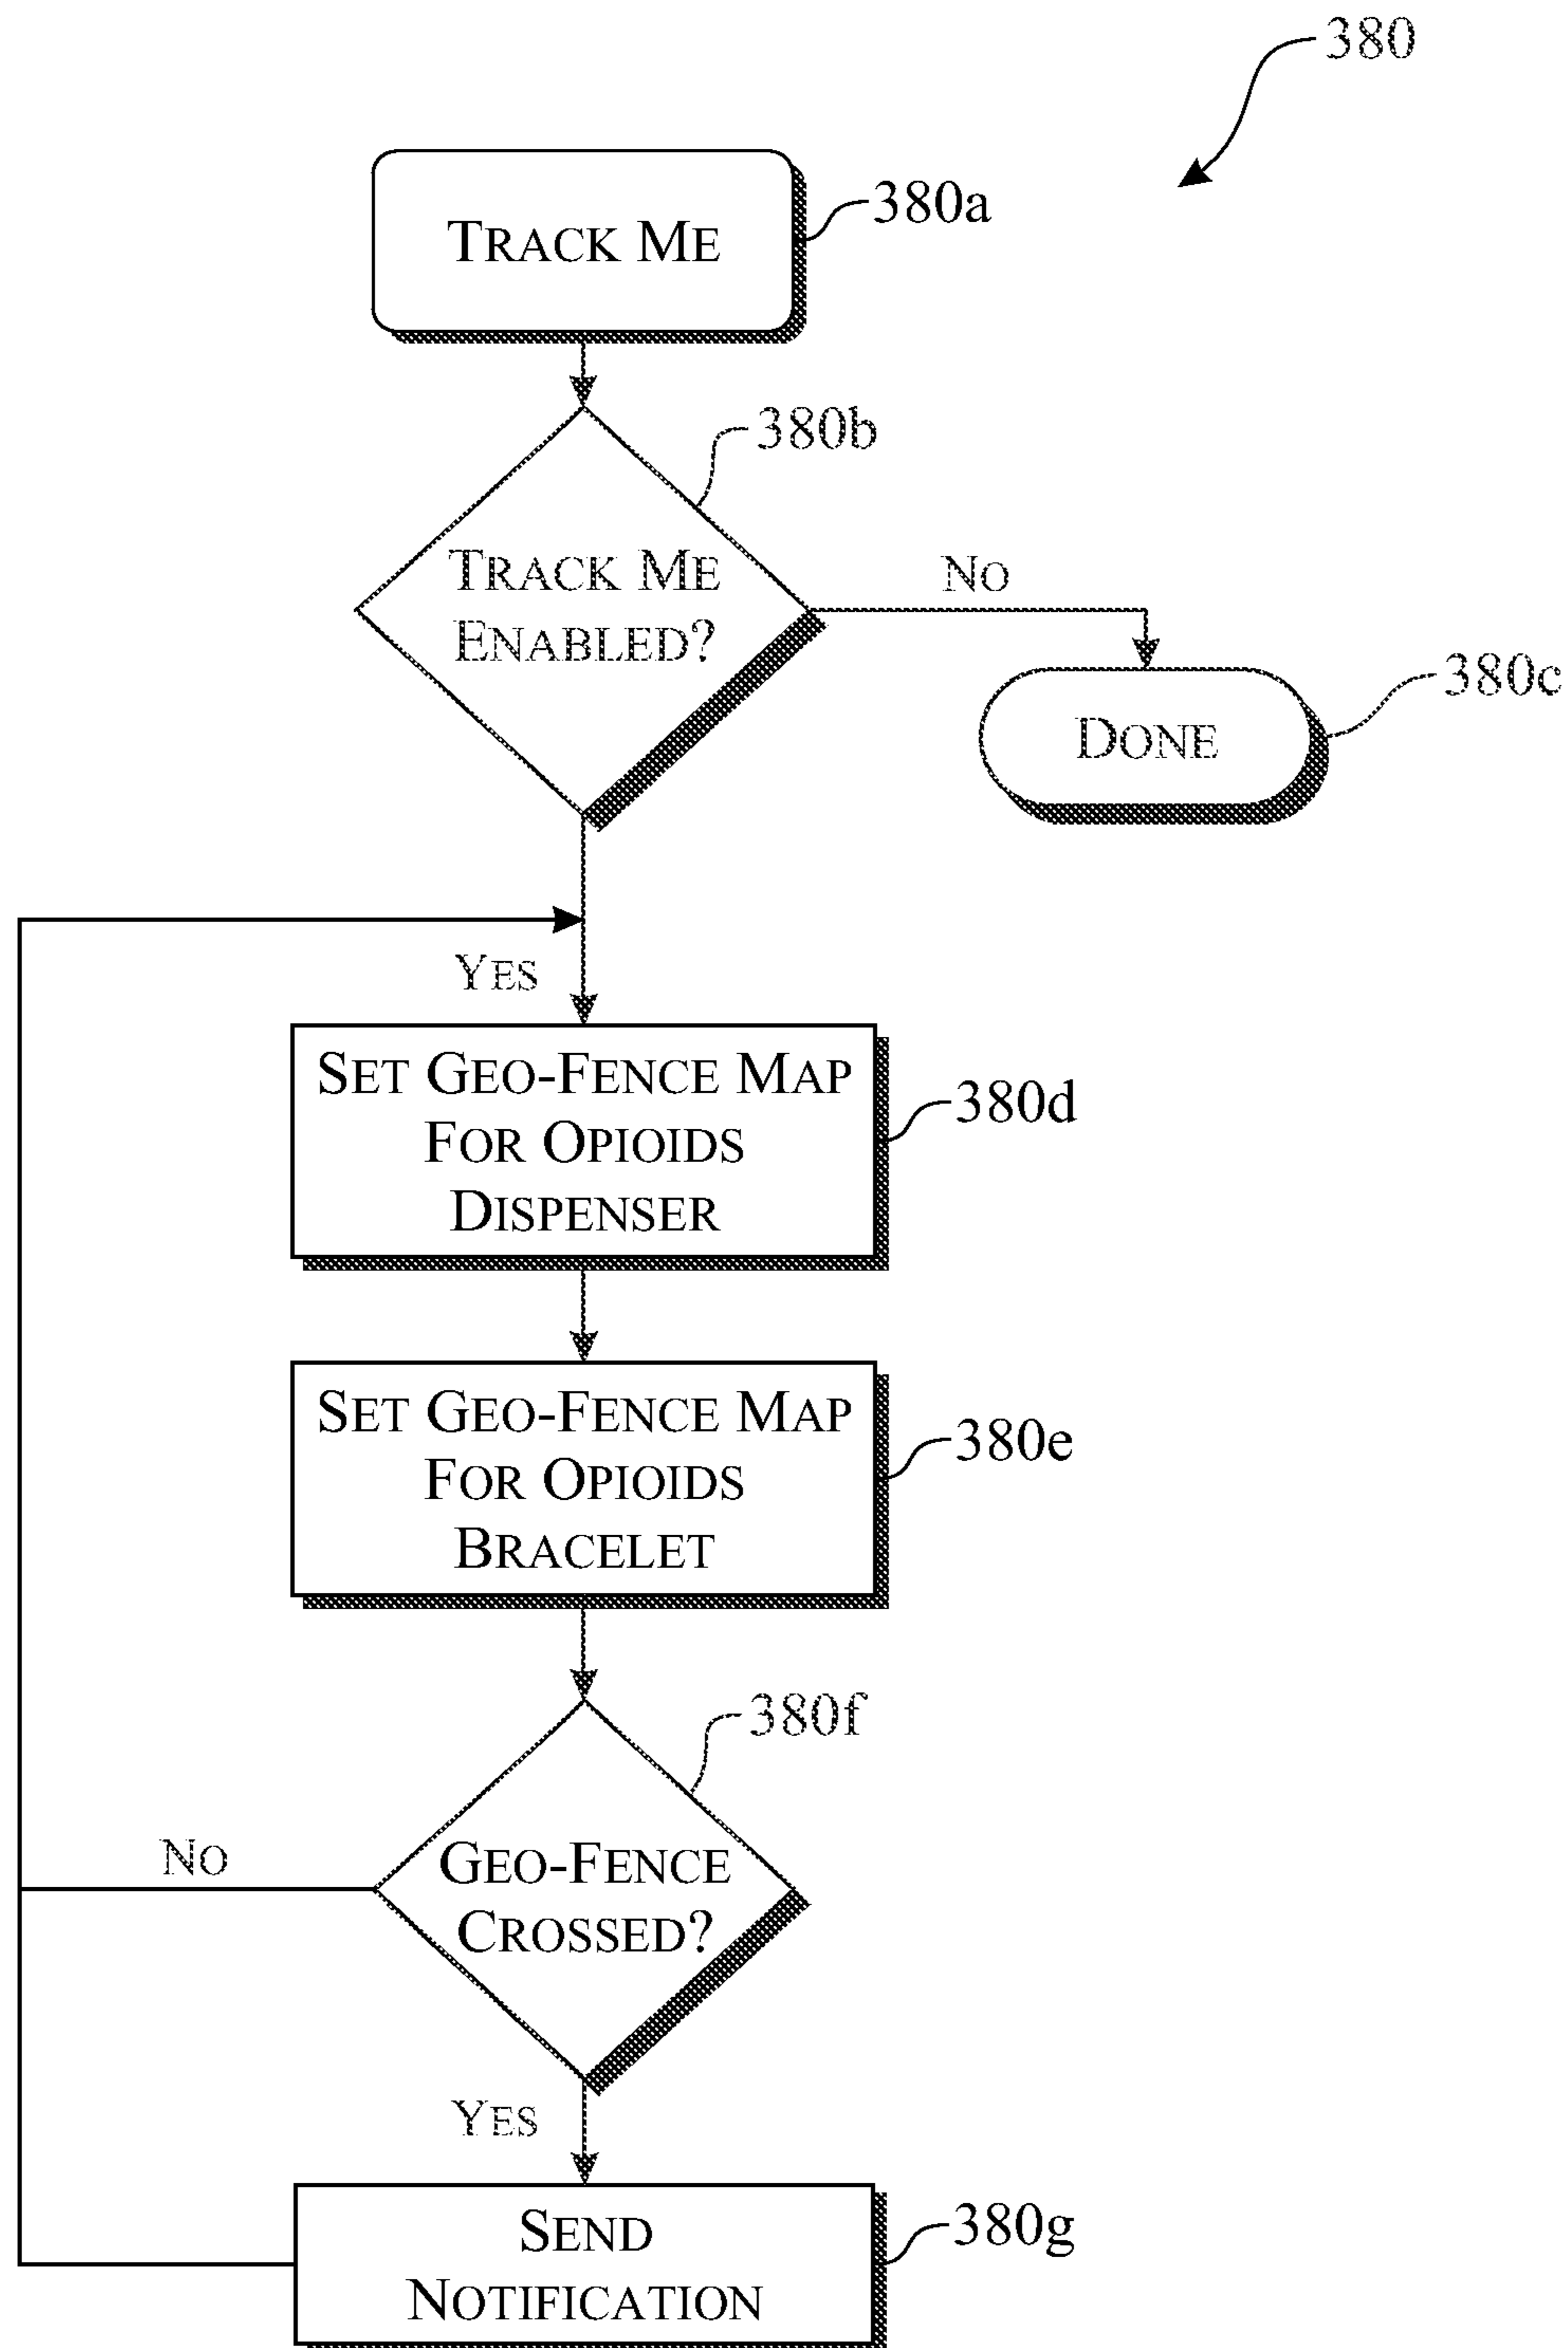 380
TRACK ME
380a
380b
TRACK ME
ENABLED?
NO
380c
DONE
YES
SET GEO-FENCE MAP
FOR OPIOIDS
DISPENSER
380d
SET GEO-FENCE MAP
FOR OPIOIDS
BRACELET
380e
380f
GEO-FENCE
CROSSED?
NO
YES
SEND
NOTIFICATION
380g